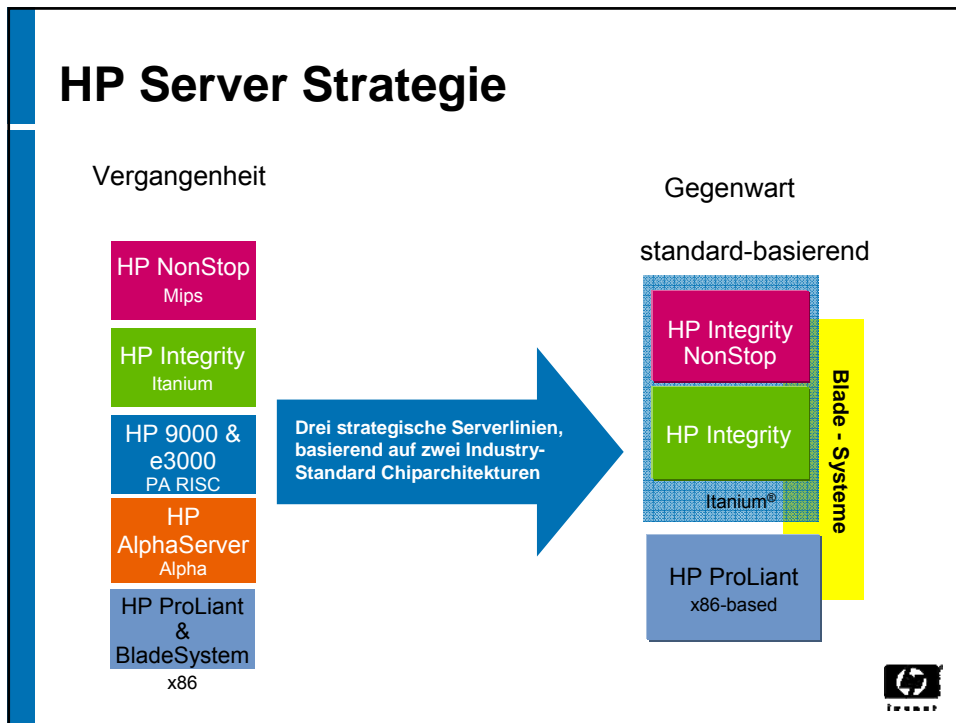 HP Server Strategie
Vergangenheit
HP NonStop
Mips
HP Integrity
Itanium
HP 9000 &
e3000
PA RISC
HP
AlphaServer
Alpha
HP ProLiant
&
BladeSystem
x86
Drei strategische Serverlinien,
basierend auf zwei Industry-
Standard Chiparchitekturen
Gegenwart
standard-basierend
HP Integrity
NonStop
HP Integrity
Itanium®
HP ProLiant
x86-based
Blade - Systeme
hp
invent